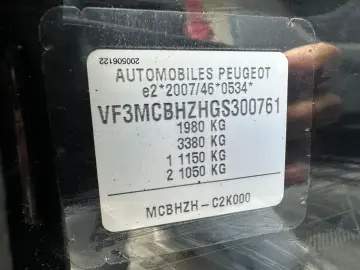 200506122
AUTOMOBILES PEUGEOT
e2*2007/46*0534*
VF3MCBHZHGS300761
1980 KG
3380 KG
1 1150 KG
2 1050 KG
MCBHZH-C2K000